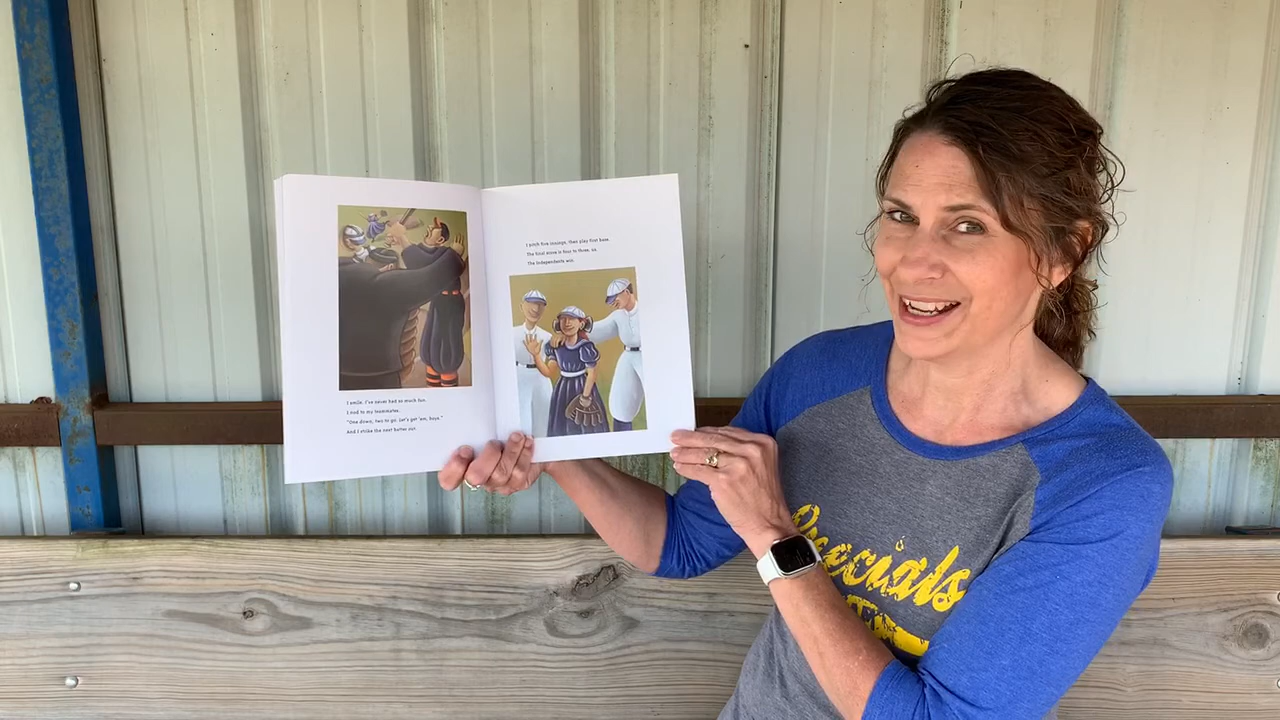 I smile. I've never had so much fun.
I nod to my teammates.
"One down, two to go. Let's get 'em, boys."
And I strike the next batter out.
I pitch five innings, then play first base.
The final score is four to three, us.
The Independents win.
Specials